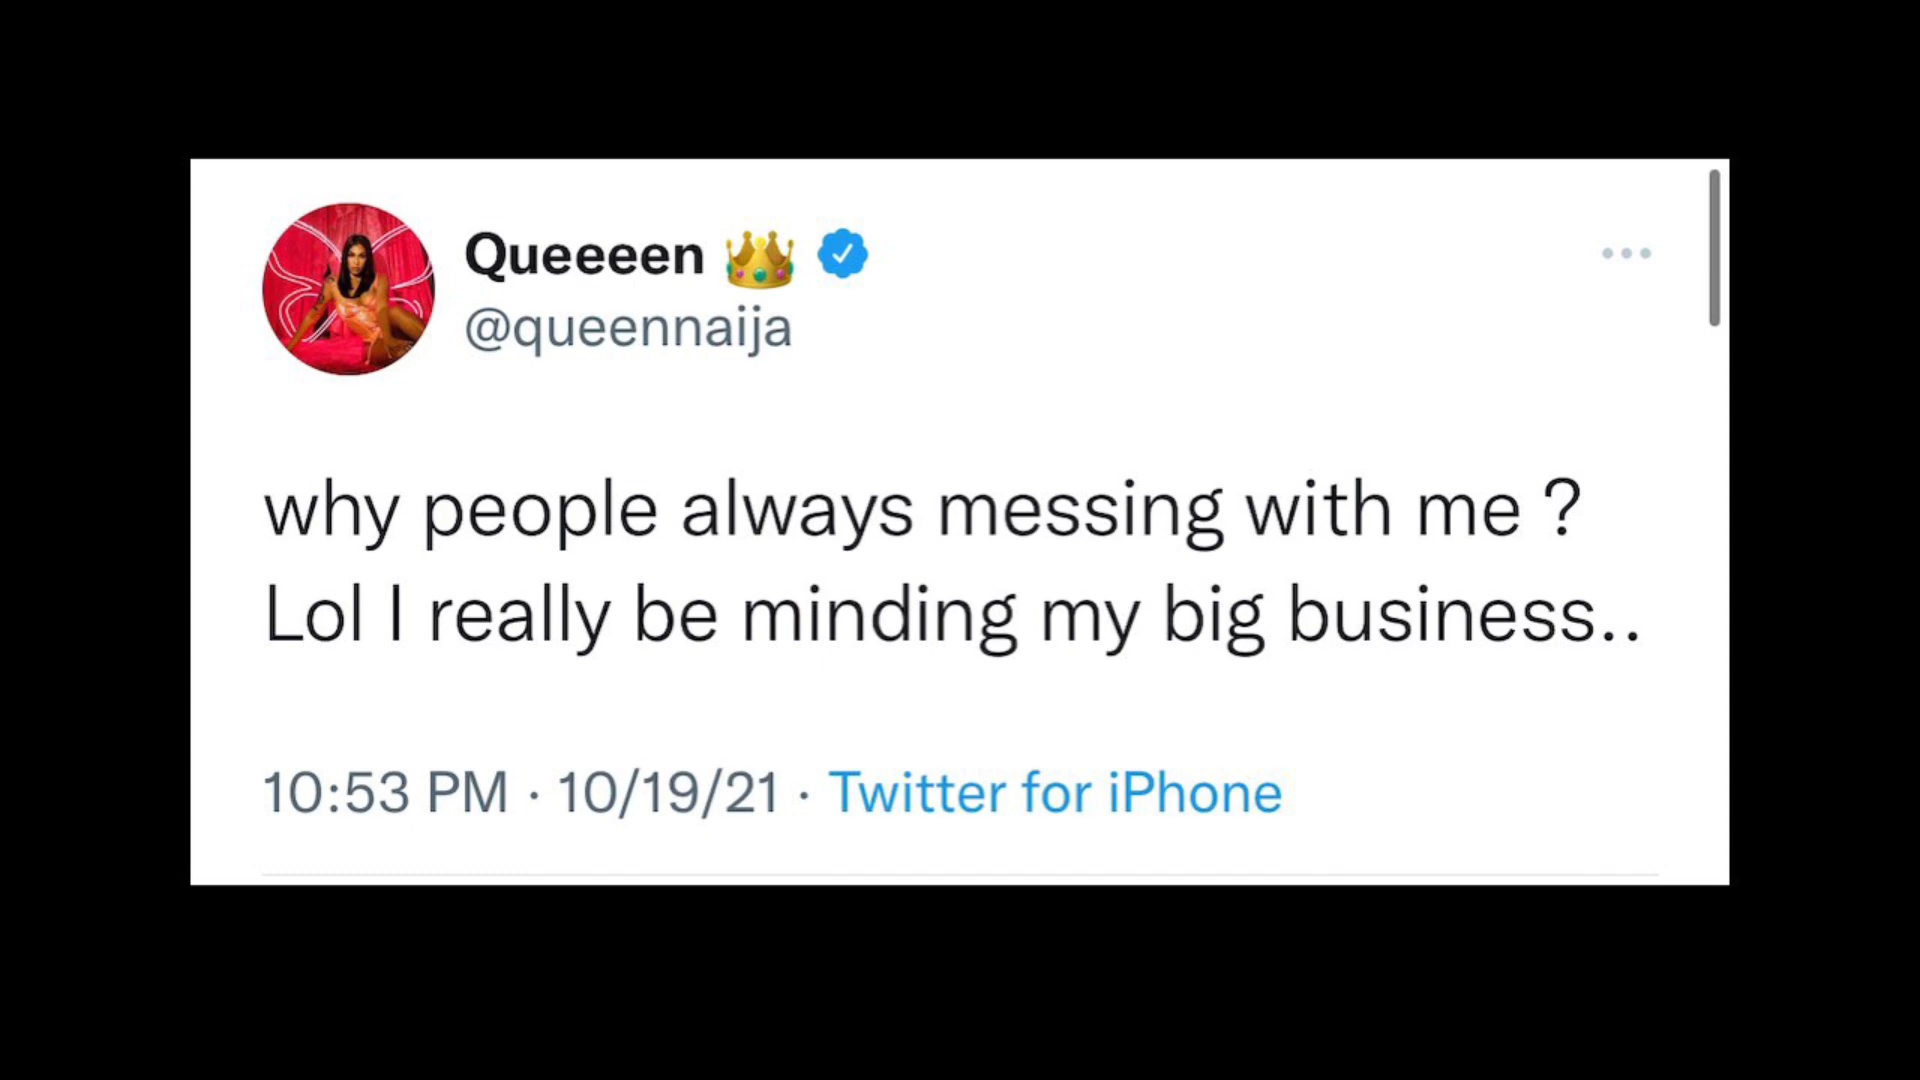 Queeeen 👑
@queennaija
why people always messing with me ?
Lol I really be minding my big business..
10:53 PM · 10/19/21 · Twitter for iPhone